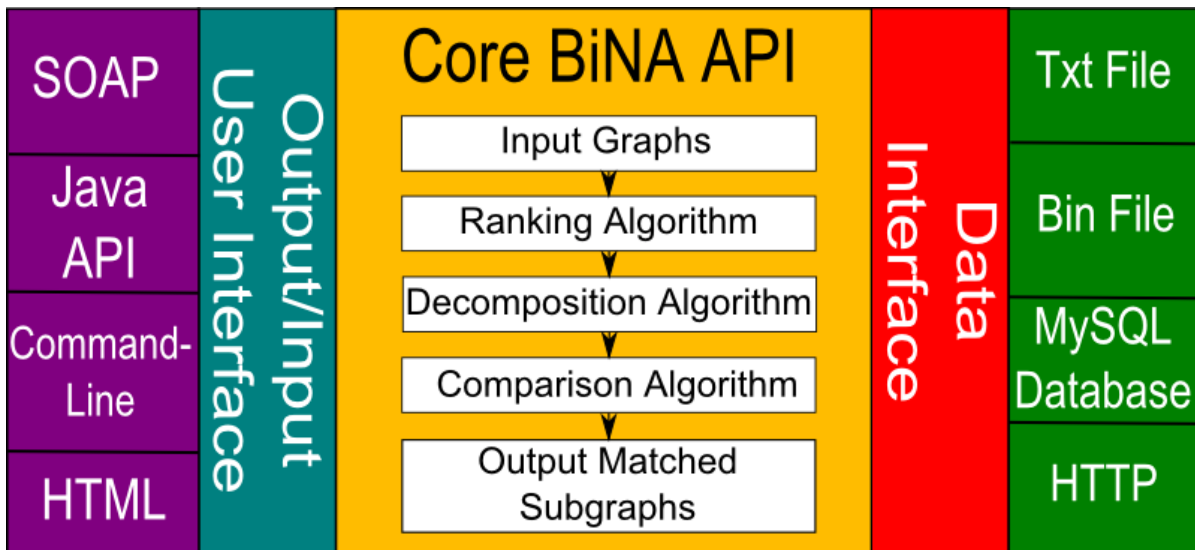 SOAP
Java
API
Command-
Line
HTML
Output/Input
User Interface
Core BiNA API
Input Graphs
Ranking Algorithm
Decomposition Algorithm
Comparison Algorithm
Output Matched
Subgraphs
Data
Interface
Txt File
Bin File
MySQL
Database
HTTP